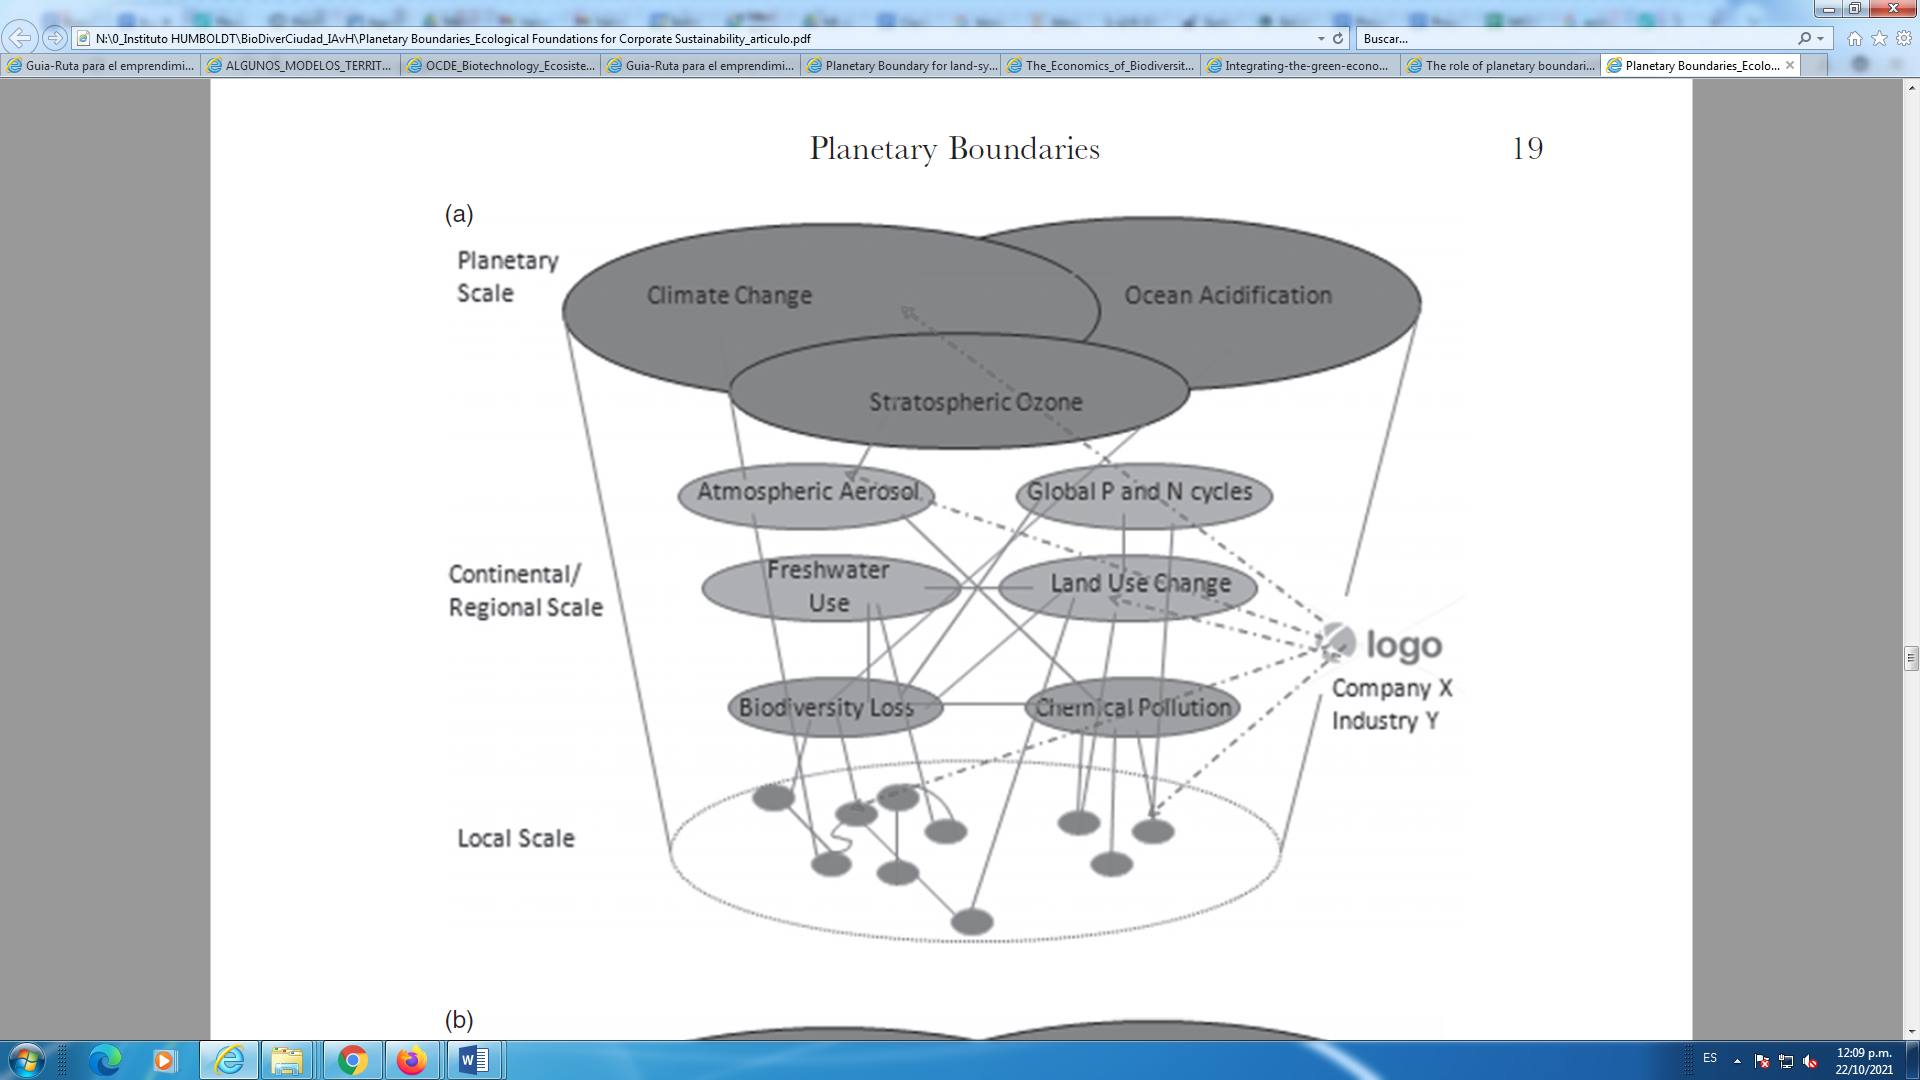 N:\0_Instituto HUMBOLDT\BioDiverCiudad_IAvH\Planetary Boundaries_Ecological Foundations for Corporate Sustainability_articulo.pdf
Buscar...
Guia-Ruta para el emprendimi...
ALGUNOS_MODELOS_TERRIT...
OCDE_Biotechnology_Ecosiste...
Guia-Ruta para el emprendimi...
Planetary Boundary for land-sy...
The_Economics_of_Biodiversit...
Integrating-the-green-econo...
The role of planetary boundari...
Planetary Boundaries_Ecolo...
Planetary Boundaries
19
(a)
Planetary
Scale
Climate Change
Ocean Acidification
Stratospheric Ozone
Atmospheric Aerosol
Global P and N cycles
Continental/
Regional Scale
Freshwater
Use
Land Use Change
logo
Company X
Industry Y
Biodiversity Loss
Chemical Pollution
Local Scale
(b)
ES
12:09 p.m.
22/10/2021